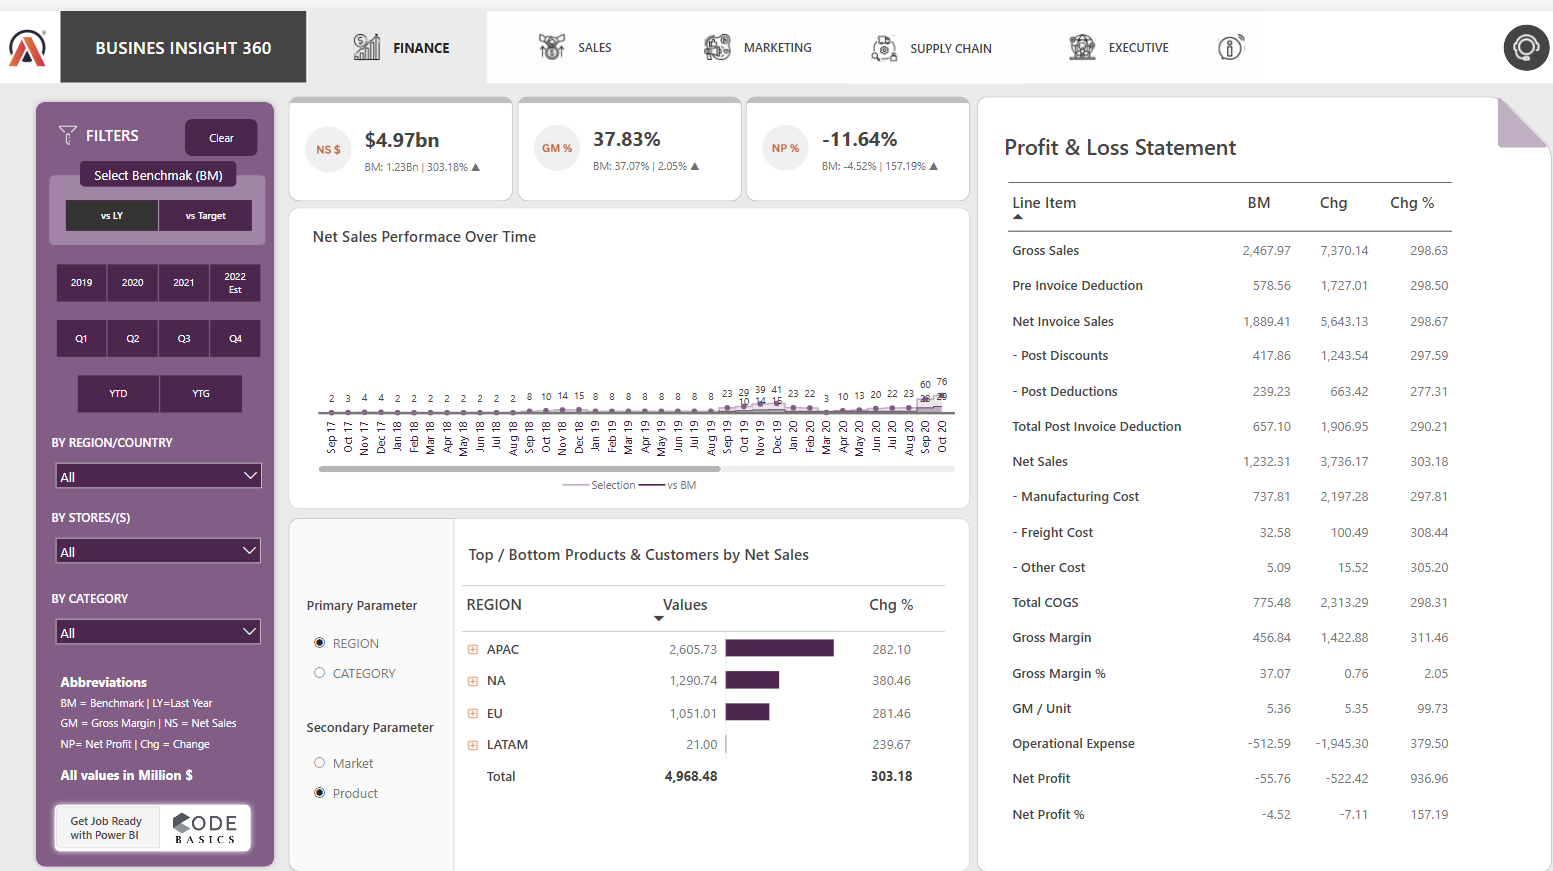 BUSINES INSIGHT 360
FINANCE
SALES
MARKETING
SUPPLY CHAIN
EXECUTIVE
FILTERS
Clear
Select Benchmak (BM)
vs LY
vs Target
2019
2020
2021
2022 Est
Q1
Q2
Q3
Q4
YTD
YTG
BY REGION/COUNTRY
All
BY STORES/(S)
All
BY CATEGORY
All
Abbreviations
BM = Benchmark | LY=Last Year
GM = Gross Margin | NS = Net Sales
NP= Net Profit | Chg = Change
All values in Million $
Get Job Ready
with Power BI
CODE
BASICS
NS $
$4.97bn
BM: 1.23Bn | 303.18% ▲
GM %
37.83%
BM: 37.07% | 2.05% ▲
NP %
-11.64%
BM: -4.52% | 157.19% ▲
Net Sales Performace Over Time
2 3 4 4 2 2 2 2 2 2 2 2 8 10 14 15 8 8 8 8 8 8 8 8 23 29 39 41 23 22 3 10 13 20 22 23 60 76
10 14 15
Sep 17 Oct 17 Nov 17 Dec 17 Jan 18 Feb 18 Mar 18 Apr 18 May 18 Jun 18 Jul 18 Aug 18 Sep 18 Oct 18 Nov 18 Dec 18 Jan 19 Feb 19 Mar 19 Apr 19 May 19 Jun 19 Jul 19 Aug 19 Sep 19 Oct 19 Nov 19 Dec 19 Jan 20 Feb 20 Mar 20 Apr 20 May 20 Jun 20 Jul 20 Aug 20 Sep 20 Oct 20
Selection vs BM
Primary Parameter
REGION
CATEGORY
Secondary Parameter
Market
Product
Top / Bottom Products & Customers by Net Sales
REGION Values Chg %
APAC 2,605.73 282.10
NA 1,290.74 380.46
EU 1,051.01 281.46
LATAM 21.00 239.67
Total 4,968.48 303.18
Profit & Loss Statement
Line Item BM Chg Chg %
Gross Sales 2,467.97 7,370.14 298.63
Pre Invoice Deduction 578.56 1,727.01 298.50
Net Invoice Sales 1,889.41 5,643.13 298.67
- Post Discounts 417.86 1,243.54 297.59
- Post Deductions 239.23 663.42 277.31
Total Post Invoice Deduction 657.10 1,906.95 290.21
Net Sales 1,232.31 3,736.17 303.18
- Manufacturing Cost 737.81 2,197.28 297.81
- Freight Cost 32.58 100.49 308.44
- Other Cost 5.09 15.52 305.20
Total COGS 775.48 2,313.29 298.31
Gross Margin 456.84 1,422.88 311.46
Gross Margin % 37.07 0.76 2.05
GM / Unit 5.36 5.35 99.73
Operational Expense -512.59 -1,945.30 379.50
Net Profit -55.76 -522.42 936.96
Net Profit % -4.52 -7.11 157.19